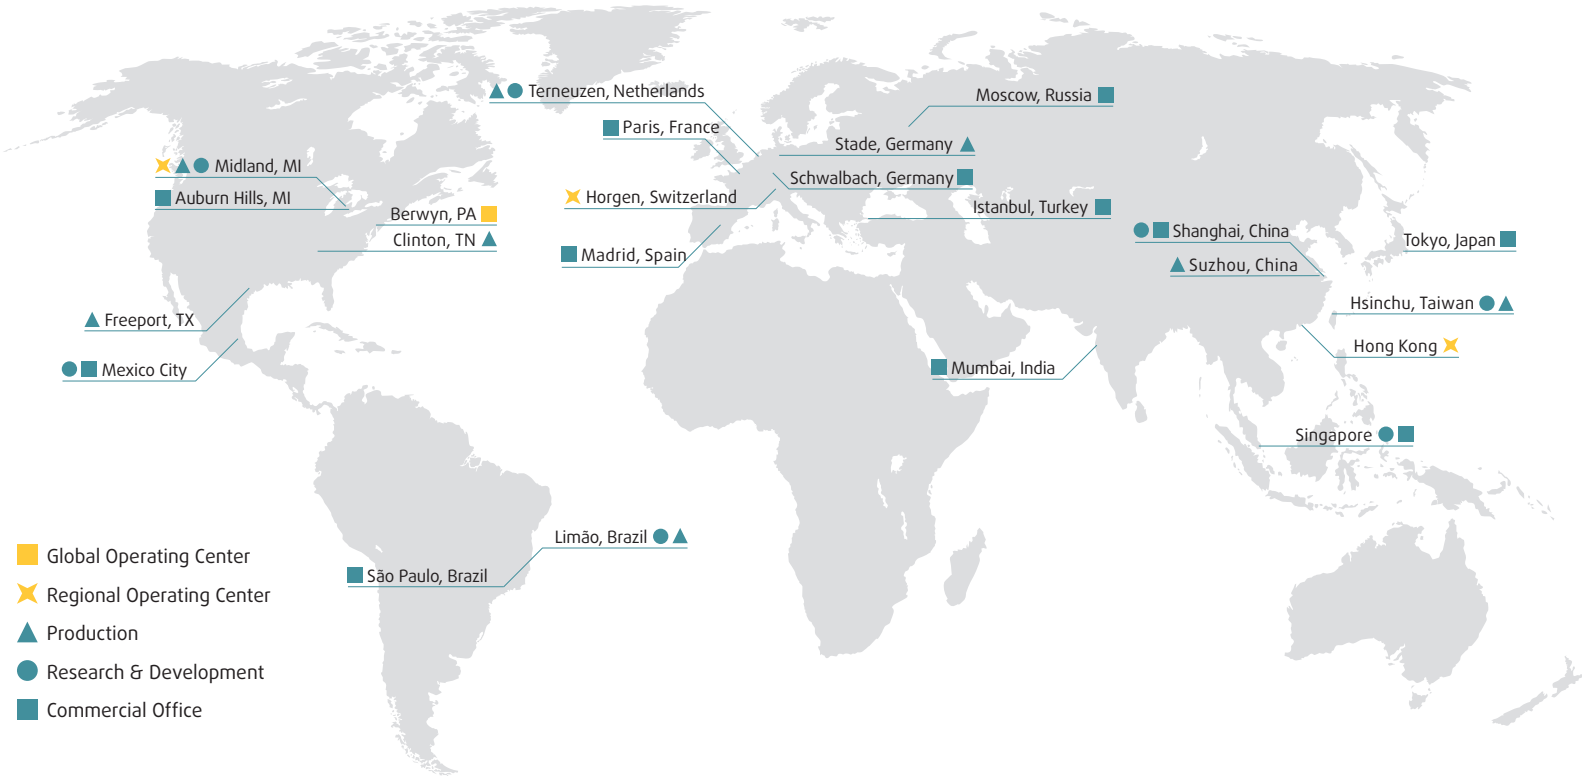 Terneuzen, Netherlands
Moscow, Russia
Paris, France
Stade, Germany
Midland, MI
Schwalbach, Germany
Auburn Hills, MI
Horgen, Switzerland
Berwyn, PA
Istanbul, Turkey
Clinton, TN
Shanghai, China
Tokyo, Japan
Madrid, Spain
Suzhou, China
Hsinchu, Taiwan
Freeport, TX
Hong Kong
Mexico City
Mumbai, India
Singapore
Limão, Brazil
São Paulo, Brazil
Global Operating Center
Regional Operating Center
Production
Research & Development
Commercial Office